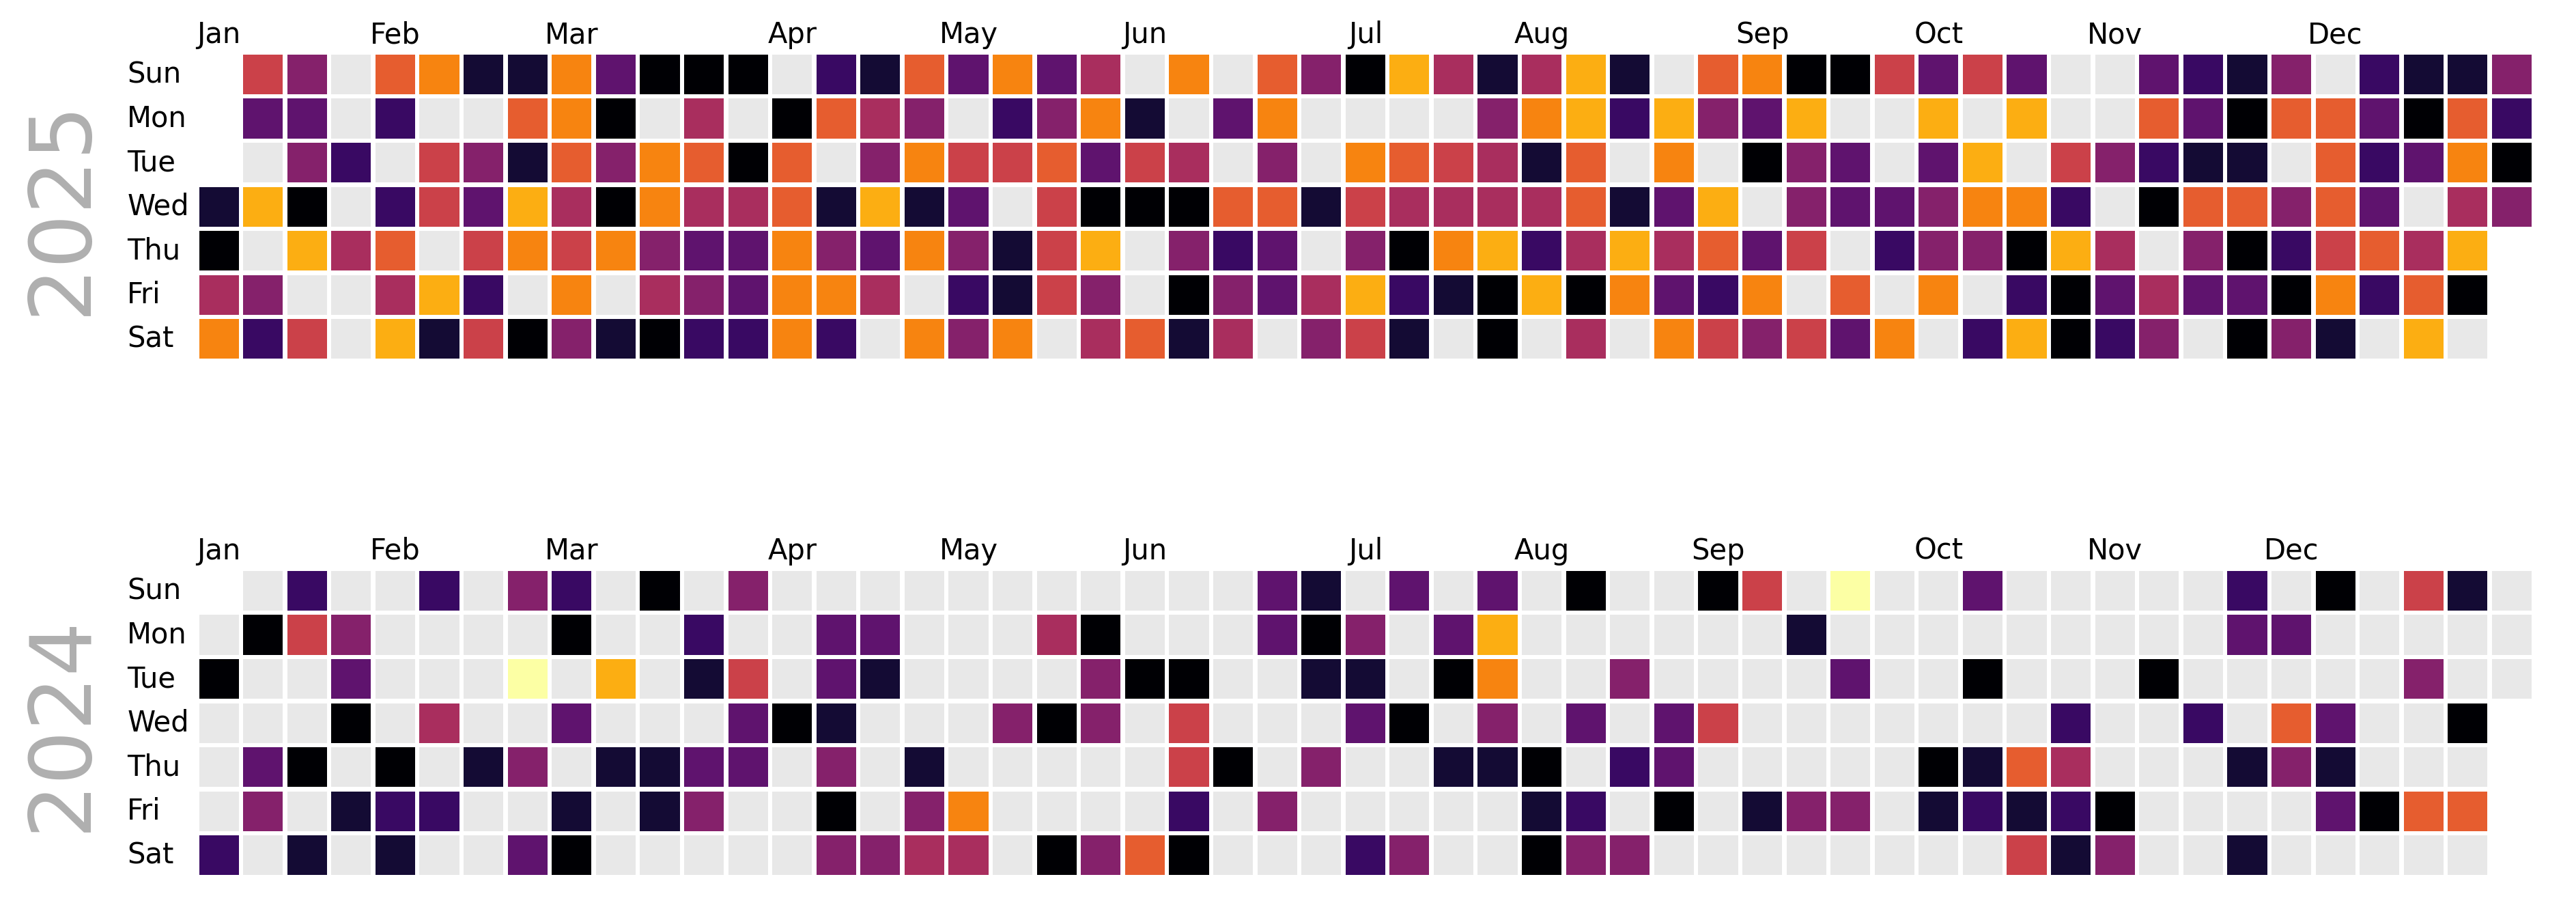 Jan Feb Mar Apr May Jun Jul Aug Sep Oct Nov Dec
2025
Sun
Mon
Tue
Wed
Thu
Fri
Sat
Jan Feb Mar Apr May Jun Jul Aug Sep Oct Nov Dec
2024
Sun
Mon
Tue
Wed
Thu
Fri
Sat